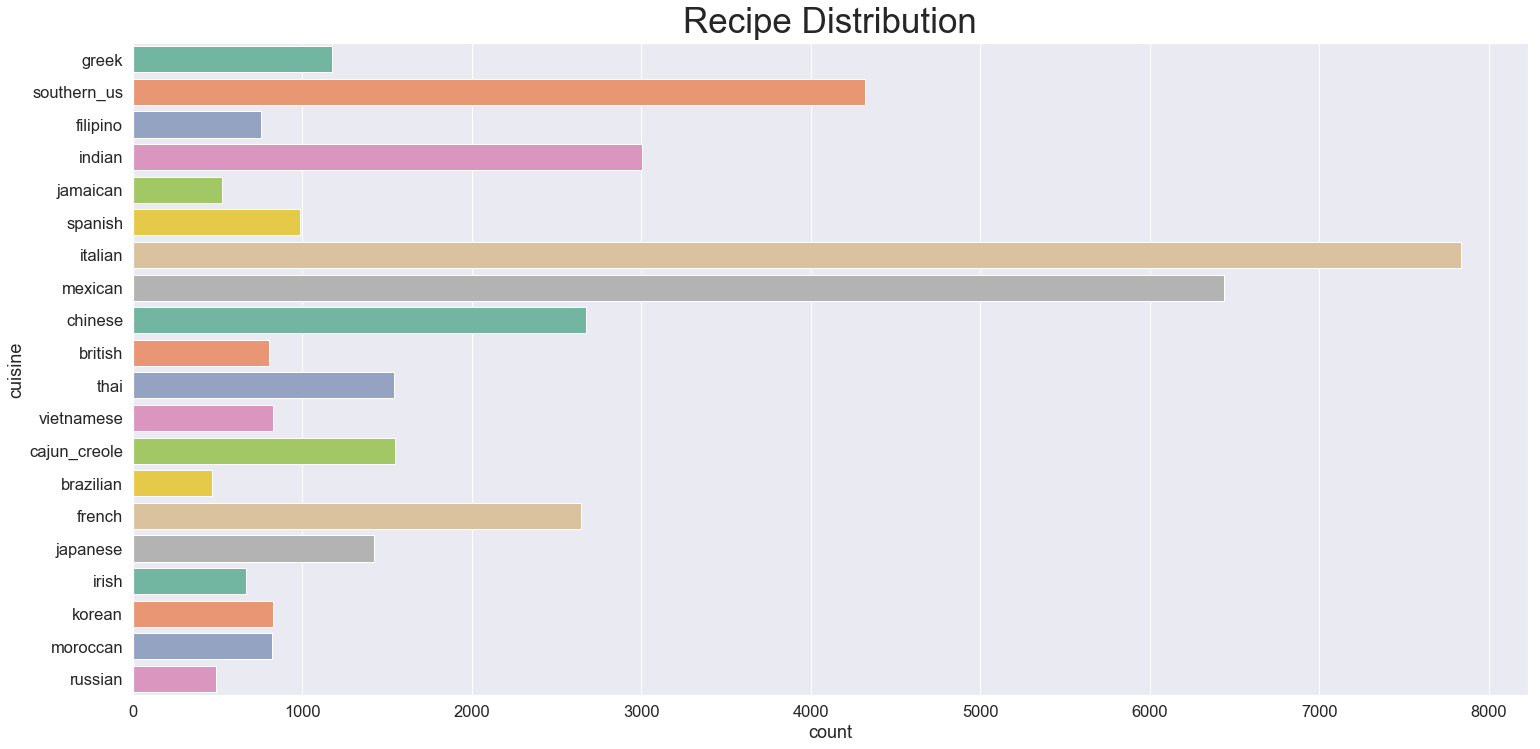 Recipe Distribution
greek
southern_us
filipino
indian
jamaican
spanish
italian
mexican
chinese
british
thai
vietnamese
cajun_creole
brazilian
french
japanese
irish
korean
moroccan
russian
cuisine
0 1000 2000 3000 4000 5000 6000 7000 8000
count